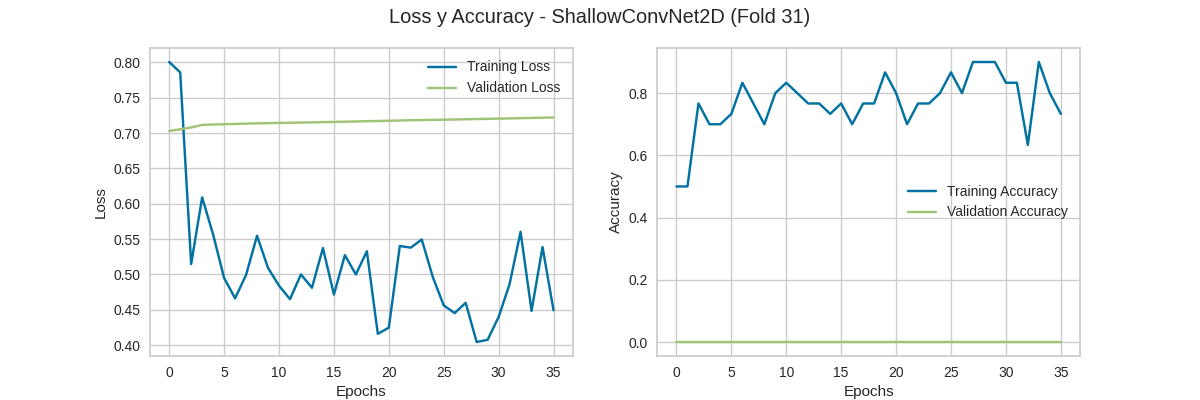 Loss y Accuracy - ShallowConvNet2D (Fold 31)
0.80
0.75
0.70
0.65
0.60
0.55
0.50
0.45
0.40
Loss
Training Loss
Validation Loss
0 5 10 15 20 25 30 35
Epochs
0.8
0.6
0.4
0.2
0.0
Accuracy
Training Accuracy
Validation Accuracy
0 5 10 15 20 25 30 35
Epochs